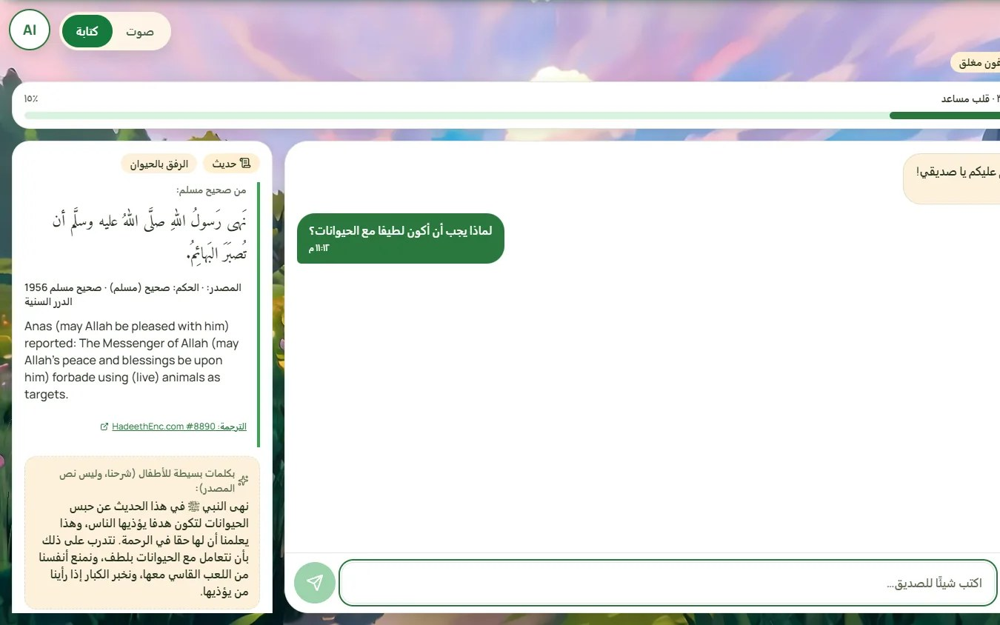 AI
كتابة
صوت
مغلق
١٥٪
· قلب مساعد
حديث
الرفق بالحيوان
من صحيح مسلم:
نَهى رَسولُ اللهِ صلَّى اللهُ عليه وسلَّم أن
تُصبَرَ البَهائِمُ.
المصدر: · الحكم: صحيح (مسلم) · صحيح مسلم 1956
الدرر السنية
Anas (may Allah be pleased with him)
reported: The Messenger of Allah (may
Allah's peace and blessings be upon
him) forbade using (live) animals as
targets.
الترجمة: HadeethEnc.com #8890
بكلمات بسيطة للأطفال (شرحنا، وليس نص
المصدر):
نهى النبي ﷺ في هذا الحديث عن حبس
الحيوانات لتكون هدفا يؤذيها الناس، وهذا
يعلمنا أن لها حقا في الرحمة. نتدرب على ذلك
بأن نتعامل مع الحيوانات بلطف، ونمنع أنفسنا
من اللعب القاسي معها، ونخبر الكبار إذا رأينا
من يؤذيها.
عليكم يا صديقي!
لماذا يجب أن أكون لطيفا مع الحيوانات؟
١١:١٢ م
اكتب شيئًا للصديق...